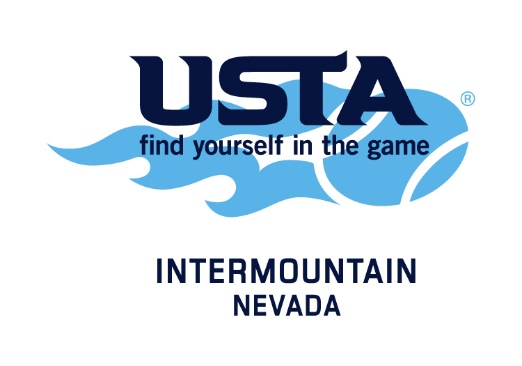 USTA
®
find yourself in the game
INTERMOUNTAIN
NEVADA